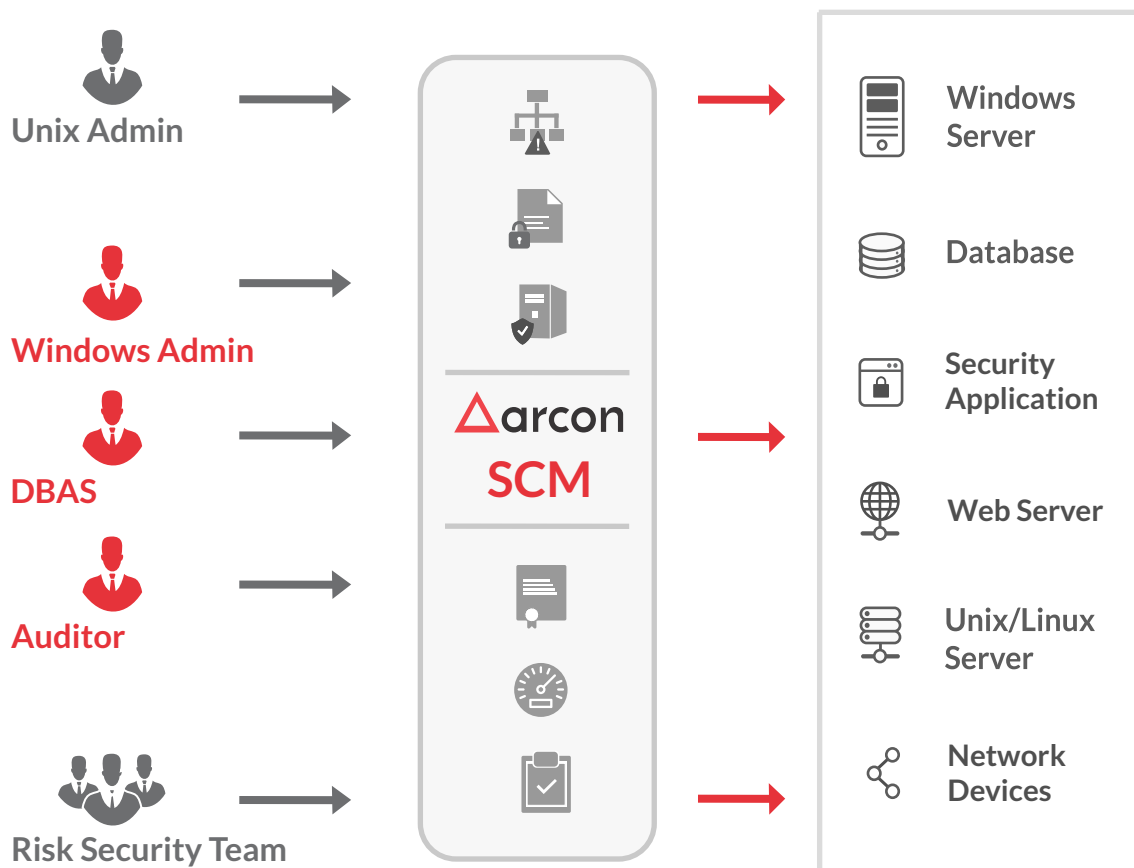 Unix Admin
Windows Admin
DBAS
Auditor
Risk Security Team
arcon
SCM
Windows
Server
Database
Security
Application
Web Server
Unix/Linux
Server
Network
Devices